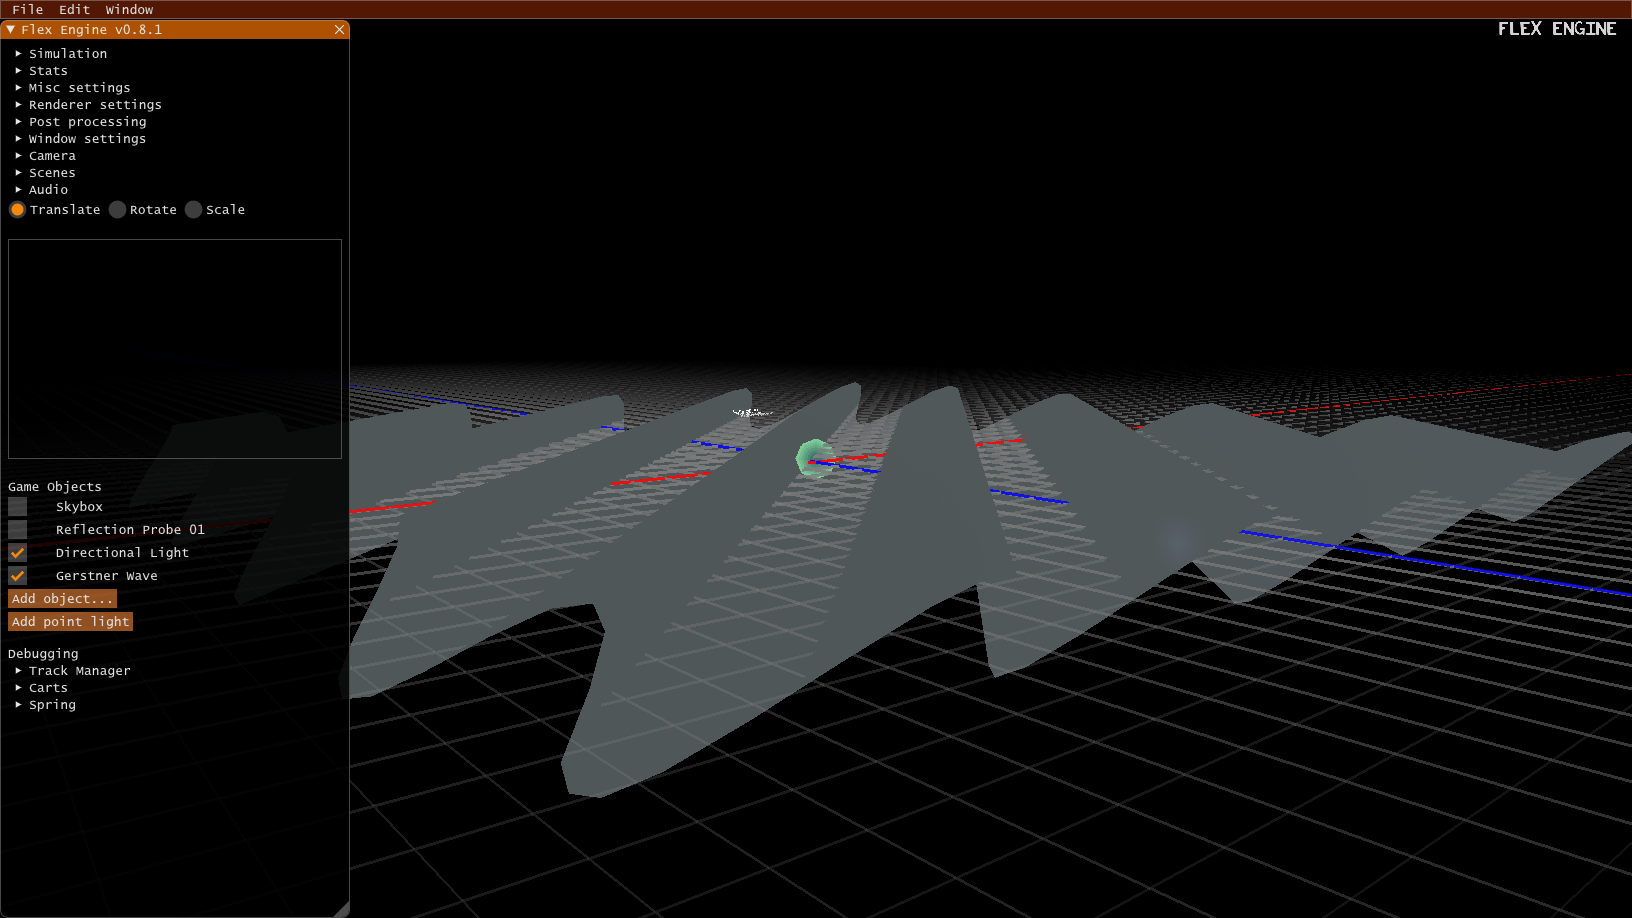 File Edit Window
Flex Engine v0.8.1
FLEX ENGINE
Simulation
Stats
Misc settings
Renderer settings
Post processing
Window settings
Camera
Scenes
Audio
Translate Rotate Scale
Game Objects
Skybox
Reflection Probe 01
Directional Light
Gerstner Wave
Add object...
Add point light
Debugging
Track Manager
Carts
Spring